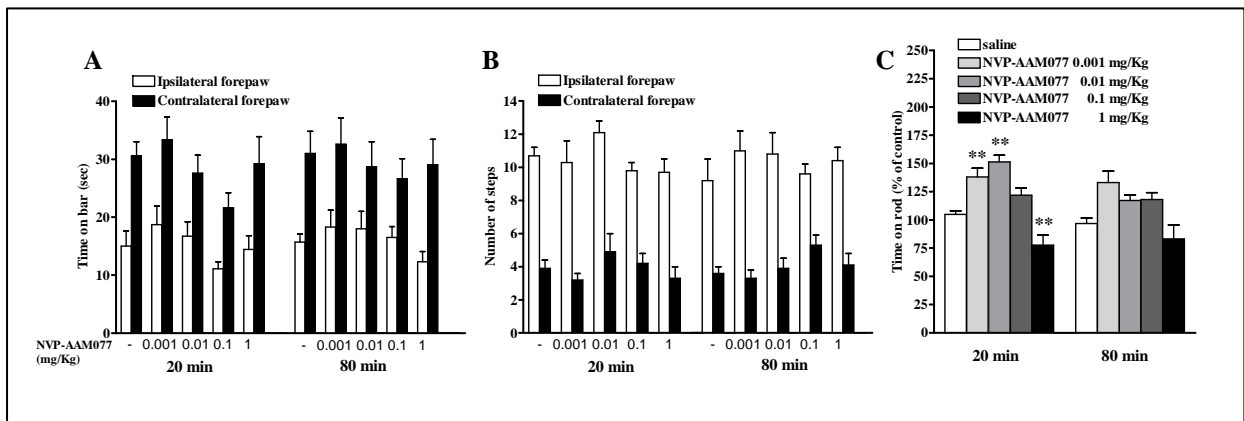 A
Ipsilateral forepaw
Contralateral forepaw
Time on bar (sec)
40
30
20
10
0
NVP-AAM077
(mg/Kg)
- 0.001 0.01 0.1 1
- 0.001 0.01 0.1 1
20 min
80 min
B
Ipsilateral forepaw
Contralateral forepaw
Number of steps
14
12
10
8
6
4
2
0
- 0.001 0.01 0.1 1
- 0.001 0.01 0.1 1
20 min
80 min
C
saline
NVP-AAM077 0.001 mg/Kg
NVP-AAM077 0.01 mg/Kg
NVP-AAM077 0.1 mg/Kg
NVP-AAM077 1 mg/Kg
Time on rod (% of control)
250
225
200
175
150
125
100
75
50
25
0
** ** **
20 min
80 min